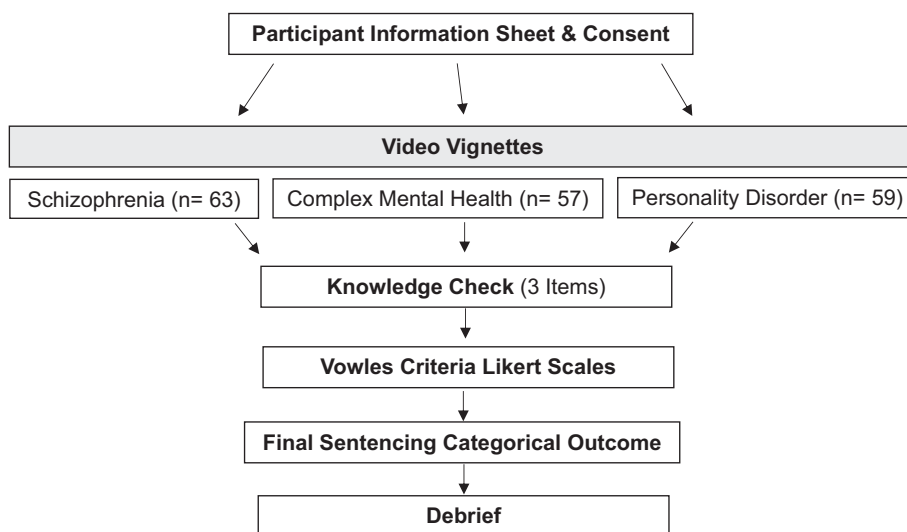 Participant Information Sheet & Consent
Video Vignettes
Schizophrenia (n= 63)
Complex Mental Health (n= 57)
Personality Disorder (n= 59)
Knowledge Check (3 Items)
Vowles Criteria Likert Scales
Final Sentencing Categorical Outcome
Debrief